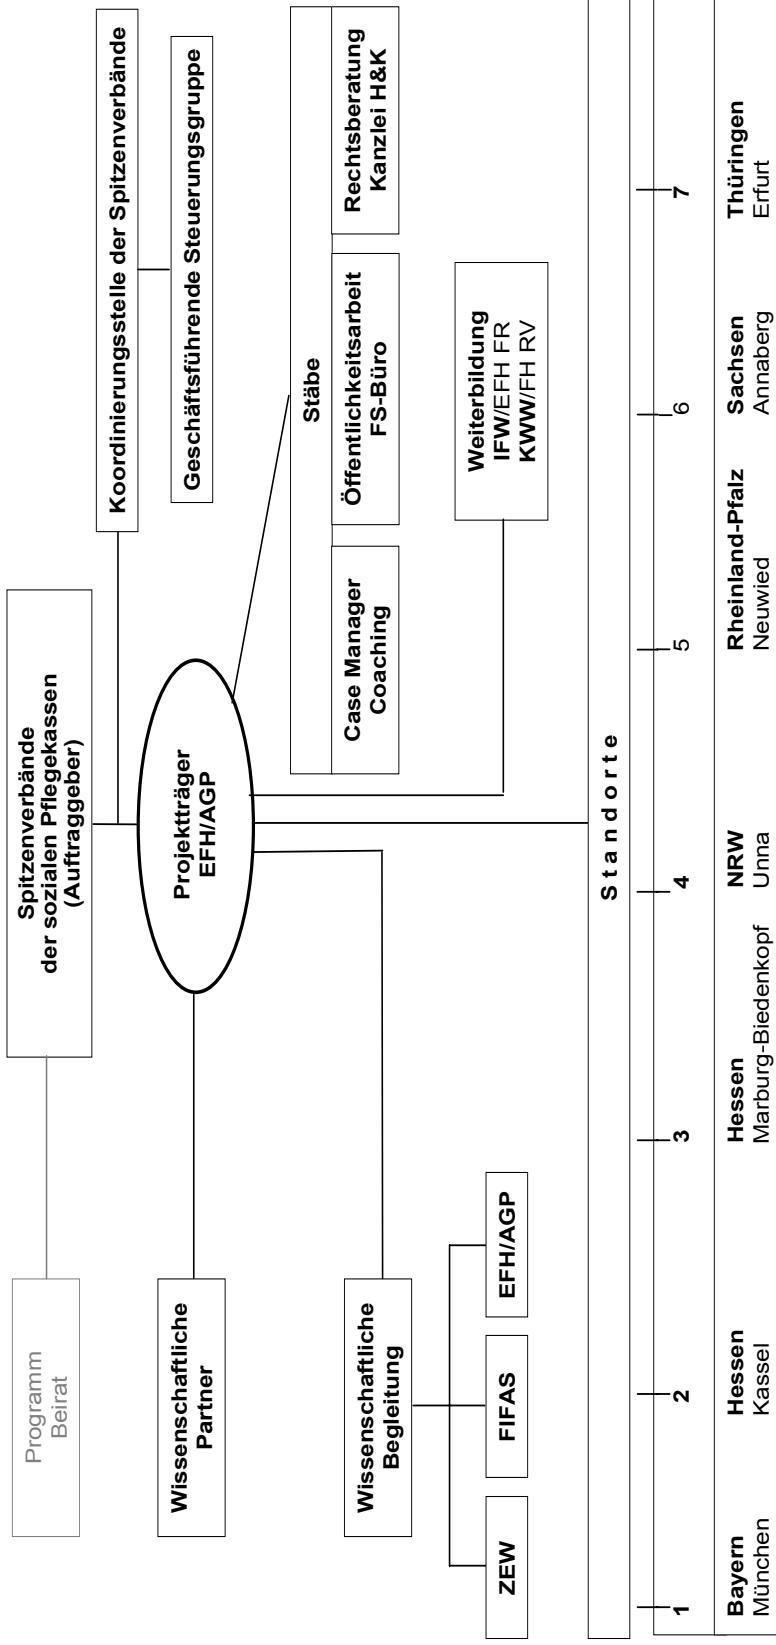 Spitzenverbände
der sozialen Pflegekassen
(Auftraggeber)
Programm
Beirat
Koordinierungsstelle der Spitzenverbände
Geschäftsführende Steuerungsgruppe
Projektträger
EFH/AGP
Wissenschaftliche
Partner
Stäbe
Case Manager
Coaching
Öffentlichkeitsarbeit
FS-Büro
Rechtsberatung
Kanzlei H&K
Wissenschaftliche
Begleitung
ZEW
FIFAS
EFH/AGP
Weiterbildung
IFW/EFH FR
KWW/FH RV
Standorte
1
2
3
4
5
6
7
Bayern
München
Hessen
Kassel
Hessen
Marburg-Biedenkopf
NRW
Unna
Rheinland-Pfalz
Neuwied
Sachsen
Annaberg
Thüringen
Erfurt